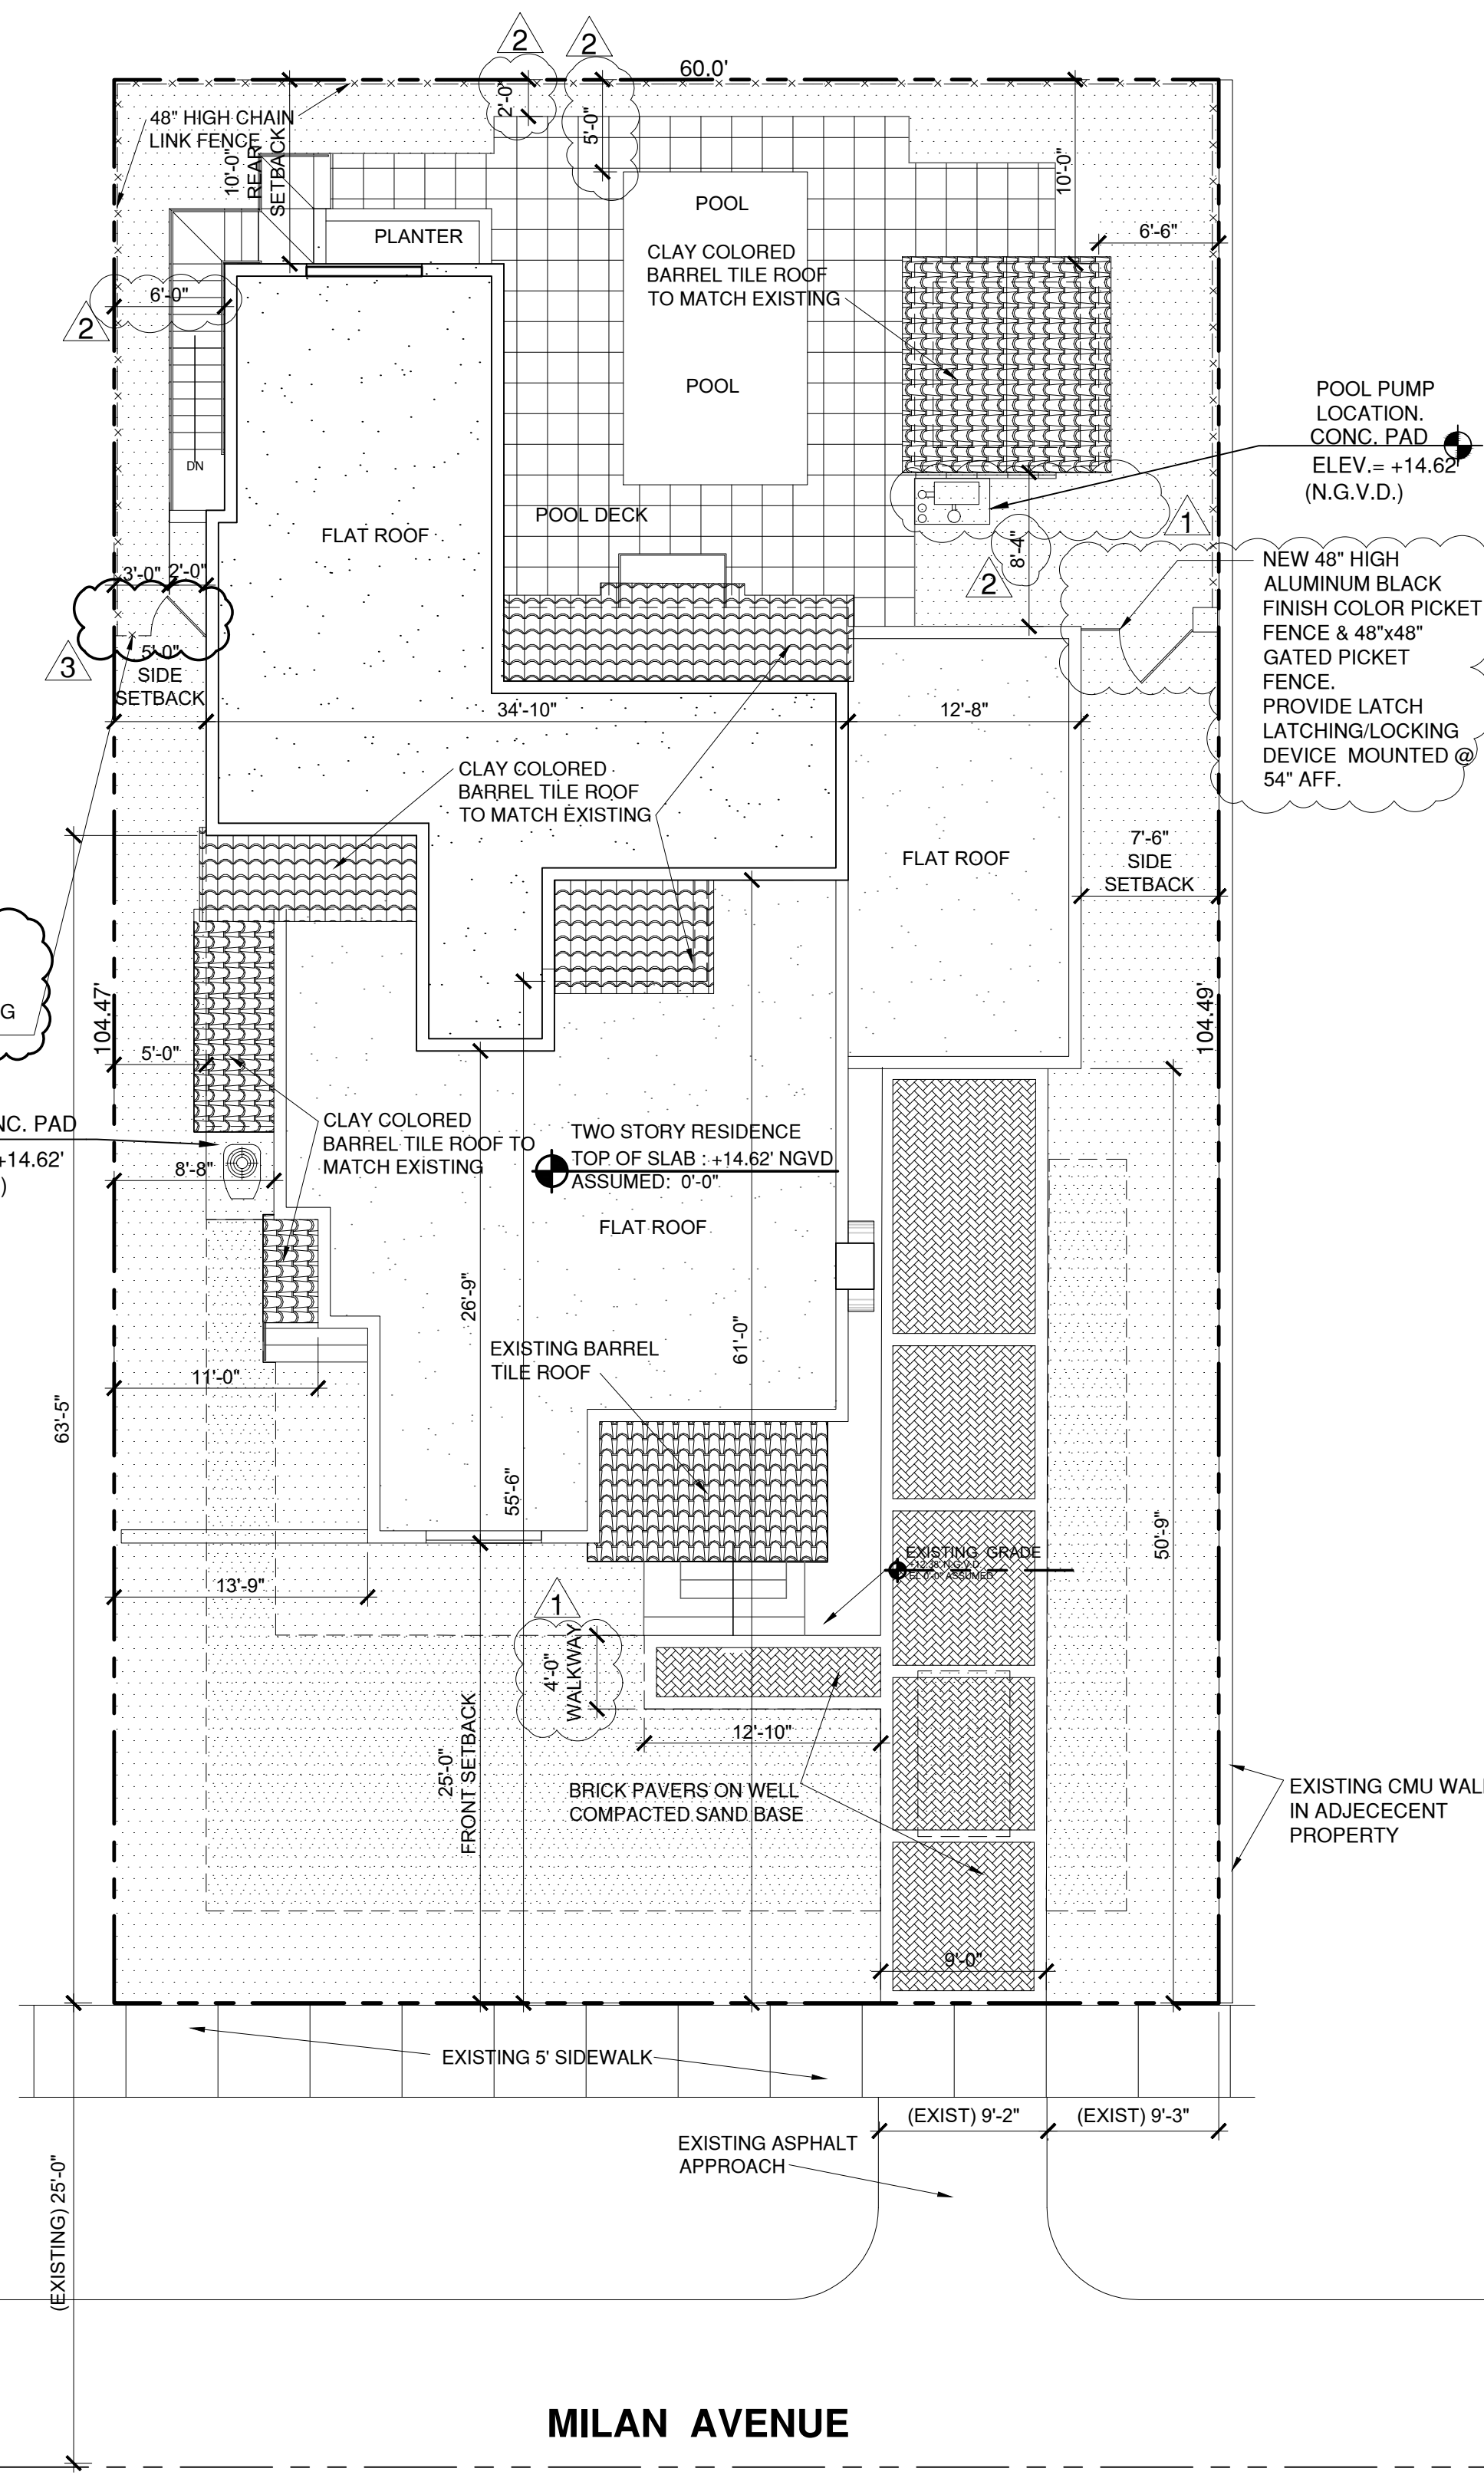 2
2
60.0'
48" HIGH CHAIN
LINK FENCE
2'-0"
5'-0"
10'-0"
REAR
SETBACK
10'-0"
POOL
PLANTER
6'-6"
CLAY COLORED
BARREL TILE ROOF
TO MATCH EXISTING
6'-0"
2
POOL
POOL PUMP
LOCATION.
CONC. PAD
ELEV.= +14.62'
(N.G.V.D.)
DN
POOL DECK
FLAT ROOF
1
8'-4"
2
NEW 48" HIGH
ALUMINUM BLACK
FINISH COLOR PICKET
FENCE & 48"x48"
GATED PICKET
FENCE.
PROVIDE LATCH
LATCHING/LOCKING
DEVICE MOUNTED @
54" AFF.
3'-0"
2'-0"
3
5'-0"
SIDE
SETBACK
34'-10"
12'-8"
CLAY COLORED
BARREL TILE ROOF
TO MATCH EXISTING
FLAT ROOF
7'-6"
SIDE
SETBACK
G
104.47'
104.49'
5'-0"
NC. PAD
+14.62'
)
8'-8"
CLAY COLORED
BARREL TILE ROOF TO
MATCH EXISTING
TWO STORY RESIDENCE
TOP OF SLAB : +14.62' NGVD
ASSUMED: 0'-0"
FLAT ROOF
26'-9"
61'-0"
EXISTING BARREL
TILE ROOF
11'-0"
63'-5"
55'-6"
50'-9"
EXISTING GRADE
+12.38' N.G.V.D.
EL 0'-0" ASSUMED
13'-9"
1
4'-0"
WALKWAY
12'-10"
25'-0"
FRONT SETBACK
BRICK PAVERS ON WELL
COMPACTED SAND BASE
EXISTING CMU WALL
IN ADJECECENT
PROPERTY
9'-0"
EXISTING 5' SIDEWALK
(EXIST) 9'-2"
(EXIST) 9'-3"
EXISTING ASPHALT
APPROACH
(EXISTING) 25'-0"
MILAN AVENUE